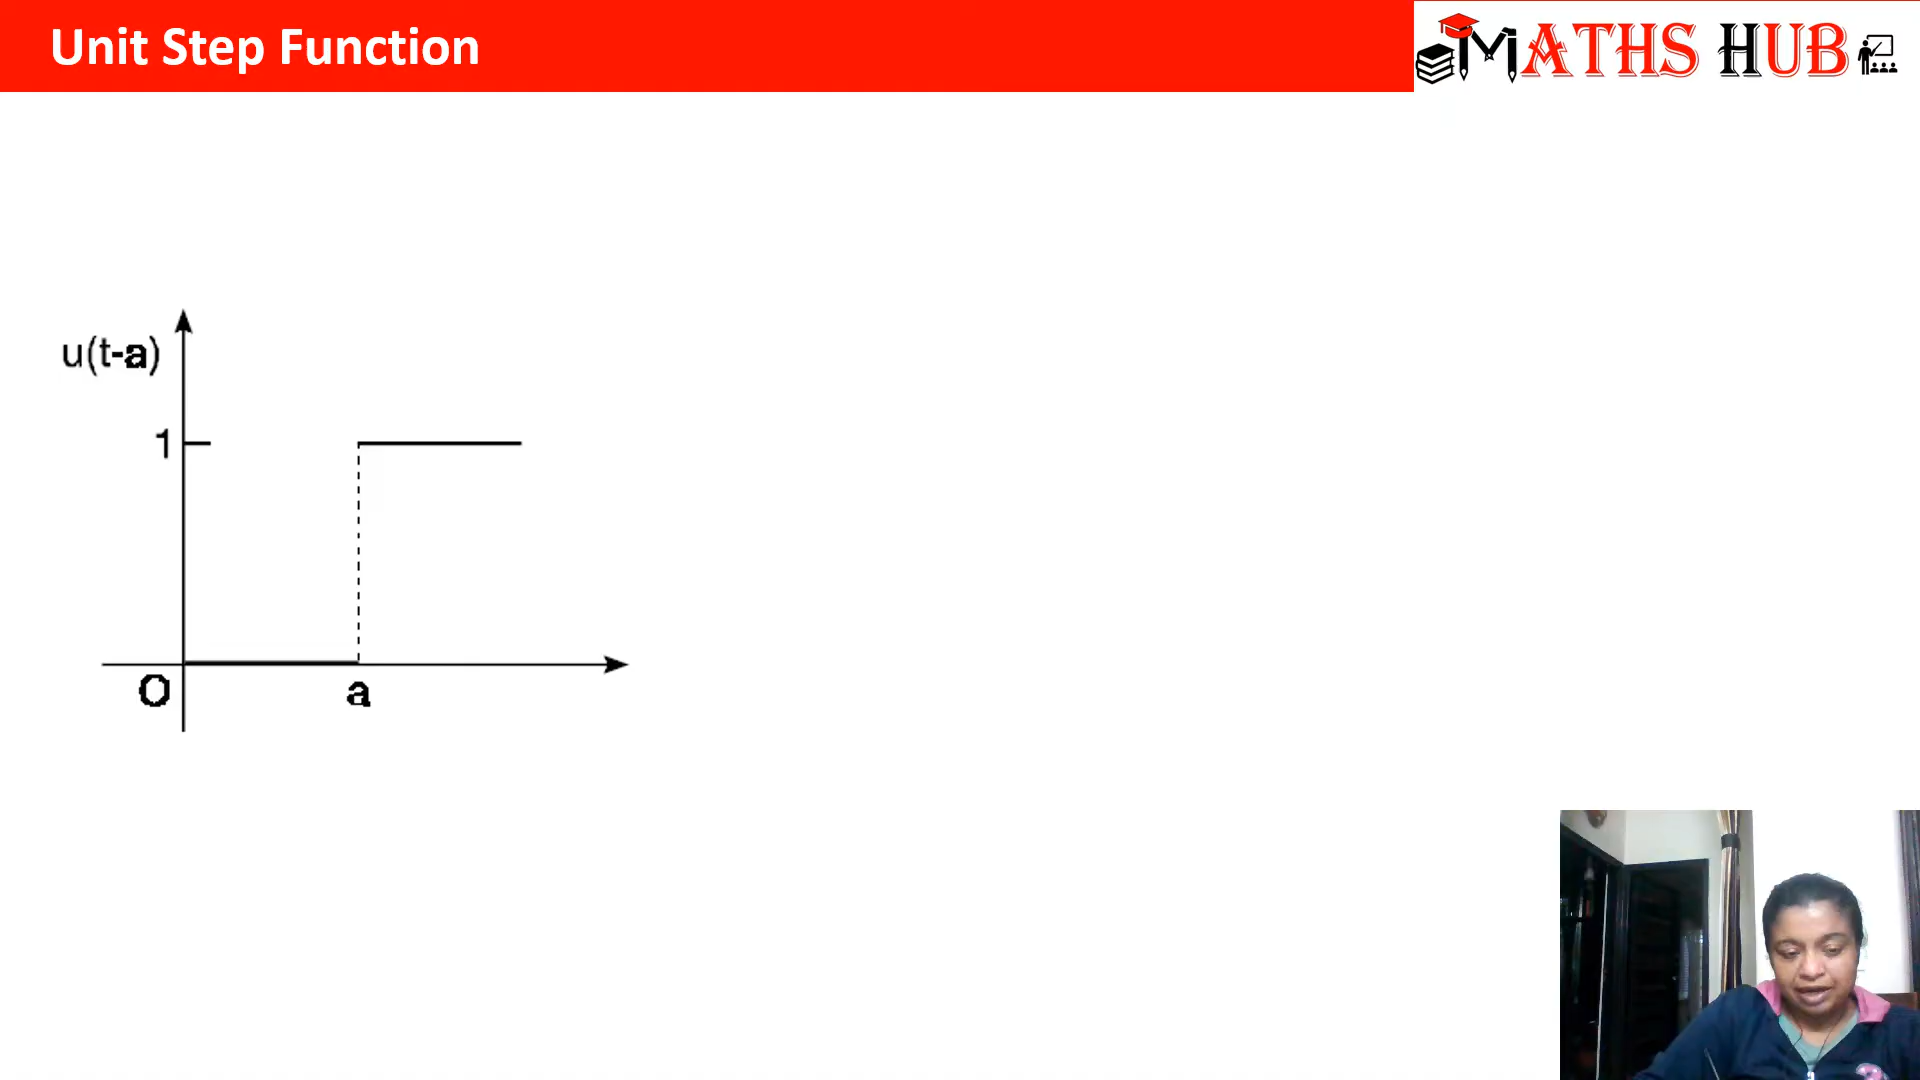 Unit Step Function
MATHS HUB
u(t-a)
1
O
a